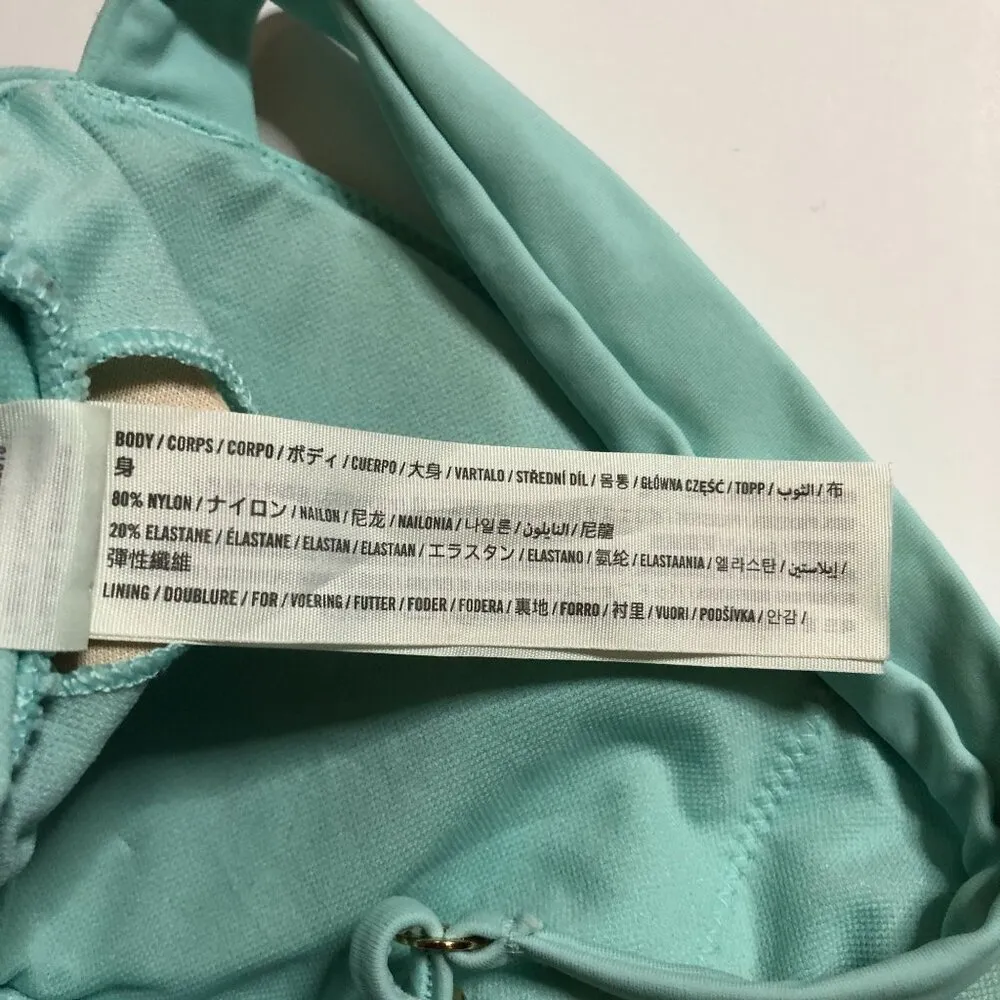 BODY / CORPS / CORPO / ボディ / CUERPO / 大身 / VARTALO / STŘEDNÍ DÍL / 몸통 / GŁÓWNA CZĘŚĆ / TOPP / الثوب / 布
身
80% NYLON / ナイロン / NAILON / 尼龙 / NAILONIA / 나일론 / النايلون / 尼龍
20% ELASTANE / ÉLASTANE / ELASTAN / ELASTAAN / エラスタン / ELASTANO / 氨纶 / ELASTAANIA / 엘라스탄 / إيلاستين /
彈性纖維
LINING / DOUBLURE / FOR / VOERING / FUTTER / FODER / FODERA / 裏地 / FORRO / 衬里 / VUORI / PODŠÍVKA / 안감 /